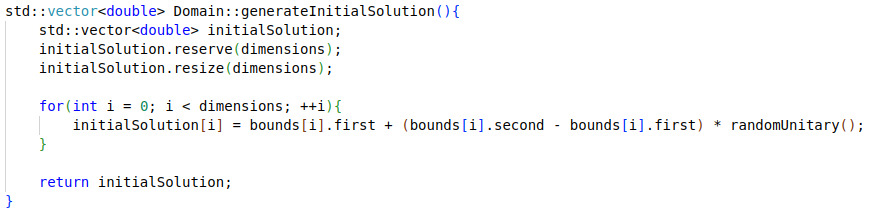 std::vector<double> Domain::generateInitialSolution(){
    std::vector<double> initialSolution;
    initialSolution.reserve(dimensions);
    initialSolution.resize(dimensions);

    for(int i = 0; i < dimensions; ++i){
        initialSolution[i] = bounds[i].first + (bounds[i].second - bounds[i].first) * randomUnitary();
    }

    return initialSolution;
}